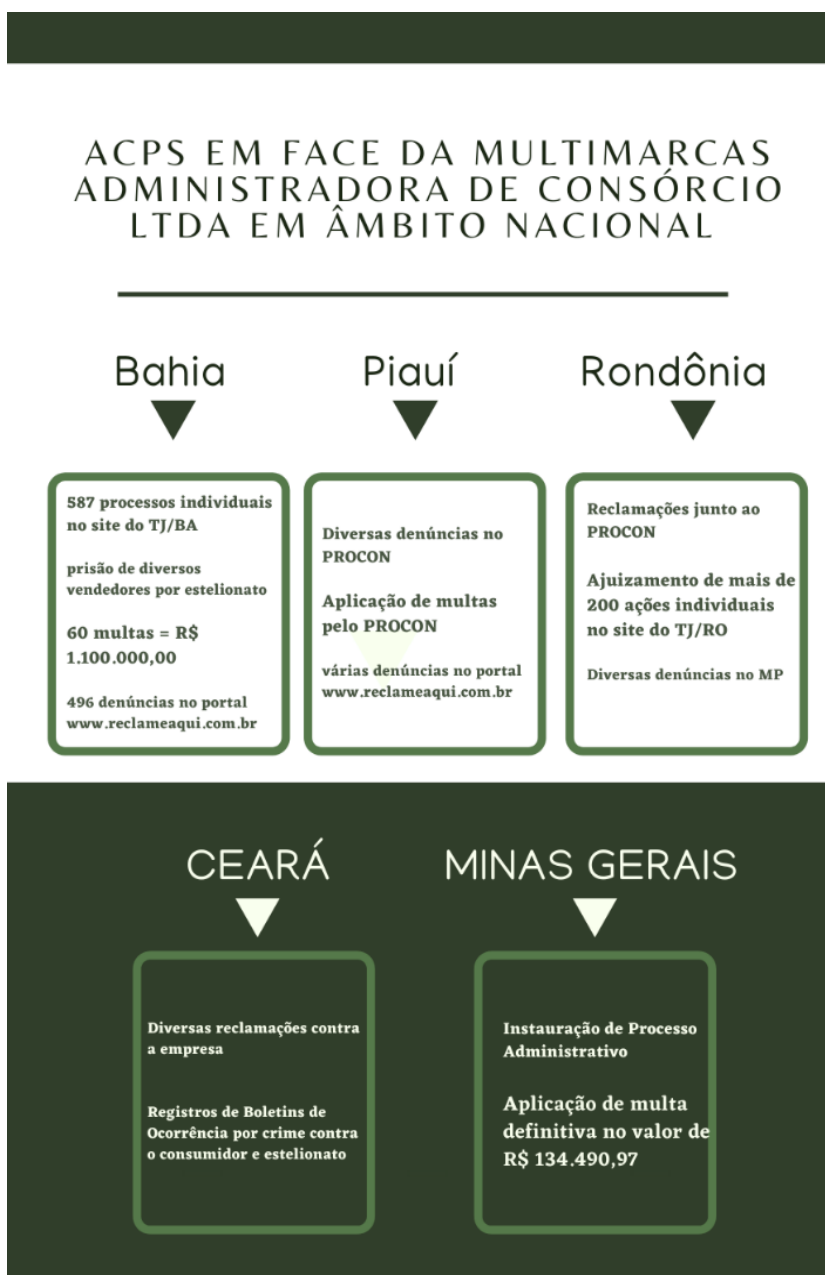 ACPS EM FACE DA MULTIMARCAS
ADMINISTRADORA DE CONSÓRCIO
LTDA EM ÂMBITO NACIONAL
Bahia
587 processos individuais
no site do TJ/BA
prisão de diversos
vendedores por estelionato
60 multas = R$
1.100.000,00
496 denúncias no portal
www.reclameaqui.com.br
Piauí
Diversas denúncias no
PROCON
Aplicação de multas
pelo PROCON
várias denúncias no portal
www.reclameaqui.com.br
Rondônia
Reclamações junto ao
PROCON
Ajuizamento de mais de
200 ações individuais
no site do TJ/RO
Diversas denúncias no MP
CEARÁ
Diversas reclamações contra
a empresa
Registros de Boletins de
Ocorrência por crime contra
o consumidor e estelionato
MINAS GERAIS
Instauração de Processo
Administrativo
Aplicação de multa
definitiva no valor de
R$ 134.490,97